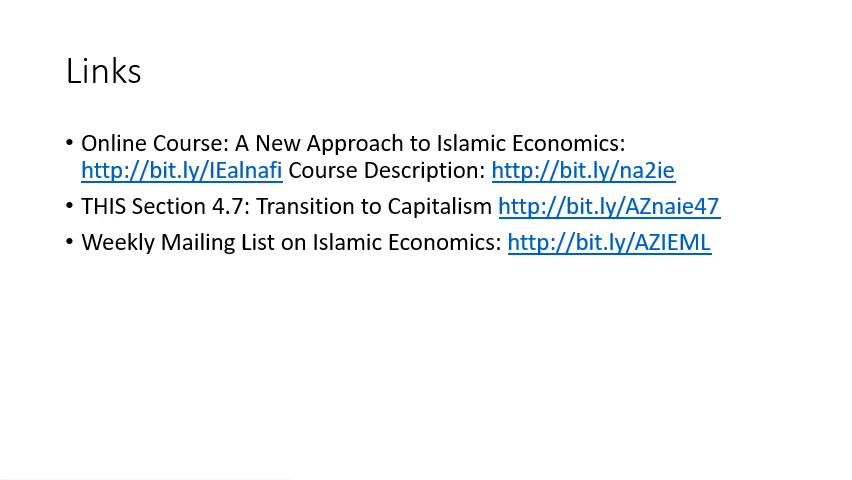 Links
• Online Course: A New Approach to Islamic Economics:
http://bit.ly/IEalnafi Course Description: http://bit.ly/na2ie
• THIS Section 4.7: Transition to Capitalism http://bit.ly/AZnaie47
• Weekly Mailing List on Islamic Economics: http://bit.ly/AZIEML